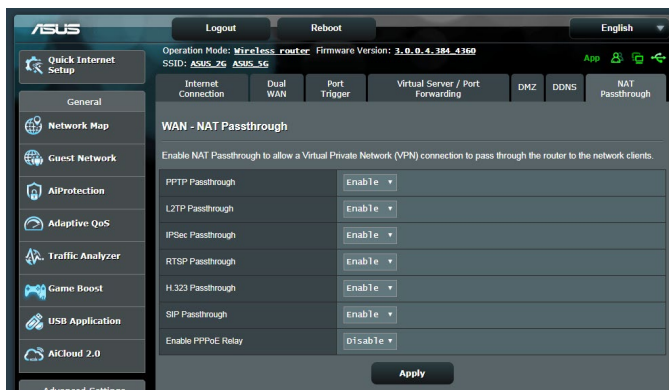 ASUS
Logout
Reboot
English
Quick Internet
Setup
Operation Mode: Wireless router Firmware Version: 3.0.0.4.384_4360
SSID: ASUS_2G ASUS_5G
App
General
Network Map
Guest Network
AiProtection
Adaptive QoS
Traffic Analyzer
Game Boost
USB Application
AiCloud 2.0
Advanced Settings
Internet
Connection
Dual
WAN
Port
Trigger
Virtual Server / Port
Forwarding
DMZ
DDNS
NAT
Passthrough
WAN - NAT Passthrough
Enable NAT Passthrough to allow a Virtual Private Network (VPN) connection to pass through the router to the network clients.
PPTP Passthrough Enable
L2TP Passthrough Enable
IPSec Passthrough Enable
RTSP Passthrough Enable
H.323 Passthrough Enable
SIP Passthrough Enable
Enable PPPoE Relay Disable
Apply